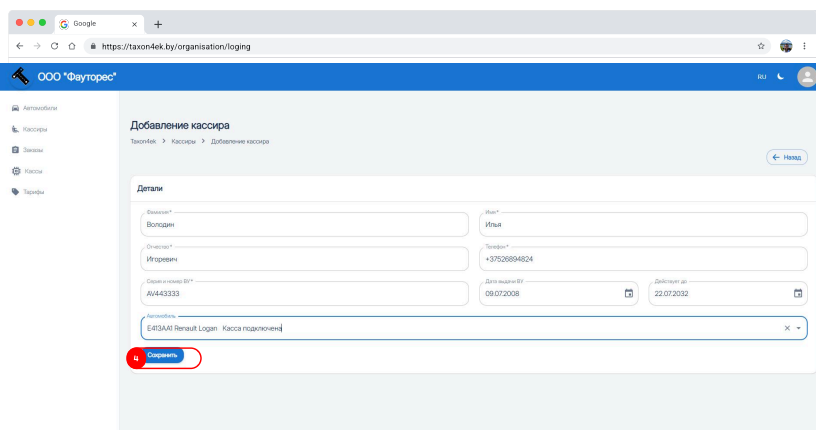 Google
https://taxon4ek.by/organisation/loging
ООО "Фауторес"
RU
Автомобили
Кассиры
Заказы
Кассы
Тарифы
Добавление кассира
Taxon4ek > Кассиры > Добавление кассира
Назад
Детали
Фамилия*
Володин
Имя*
Илья
Отчество*
Игоревич
Телефон*
+37526894824
Серия и номер ВУ*
AV443333
Дата выдачи ВУ
09.07.2008
Действует до
22.07.2032
Автомобиль
E413AA1 Renault Logan Касса подключена
4
Сохранить